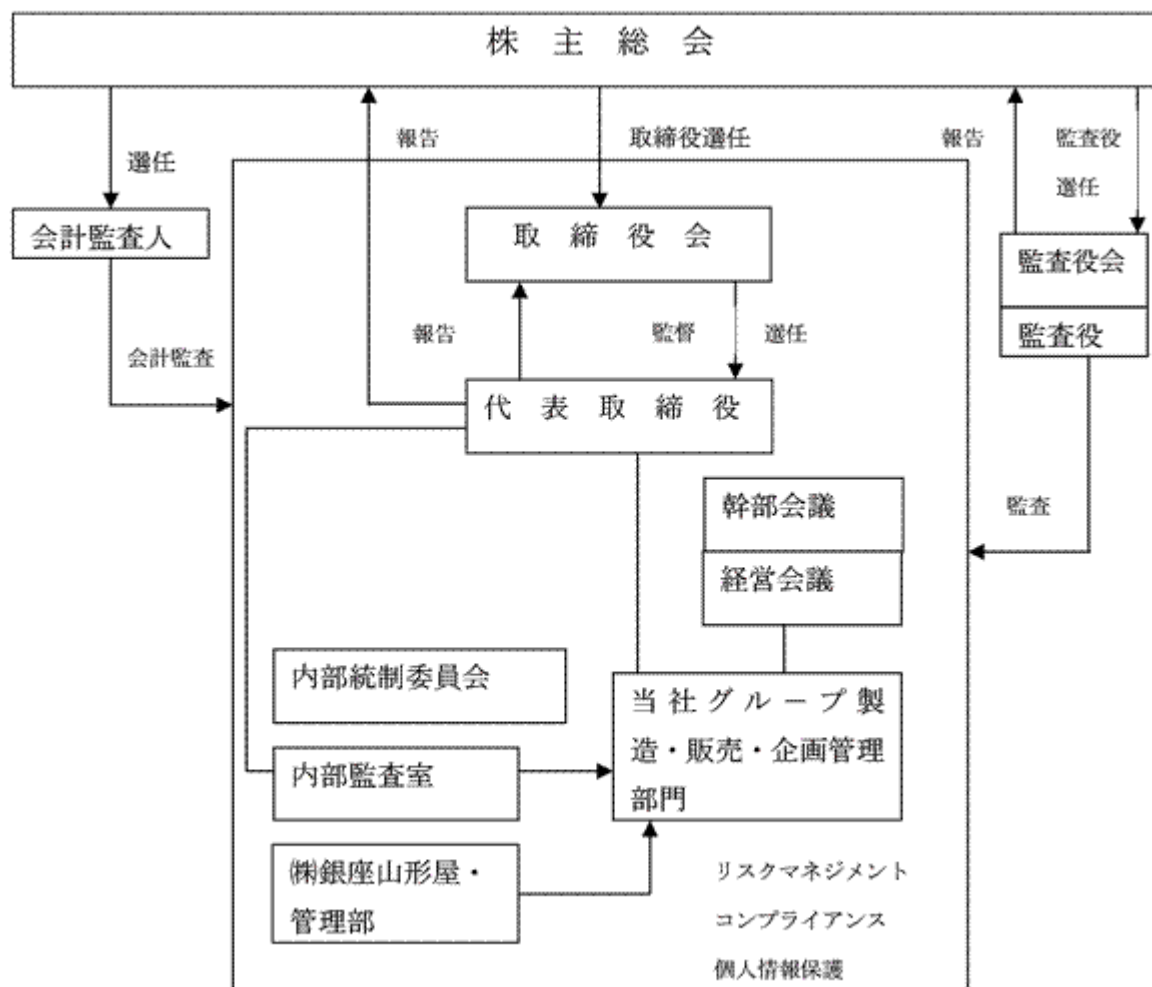 株主総会
報告
取締役選任
報告
監査役
選任
選任
会計監査人
取締役会
監査役会
監査役
報告
監督
選任
会計監査
代表取締役
幹部会議
監査
経営会議
内部統制委員会
当社グループ製
造・販売・企画管理
部門
内部監査室
㈱銀座山形屋・
管理部
リスクマネジメント
コンプライアンス
個人情報保護